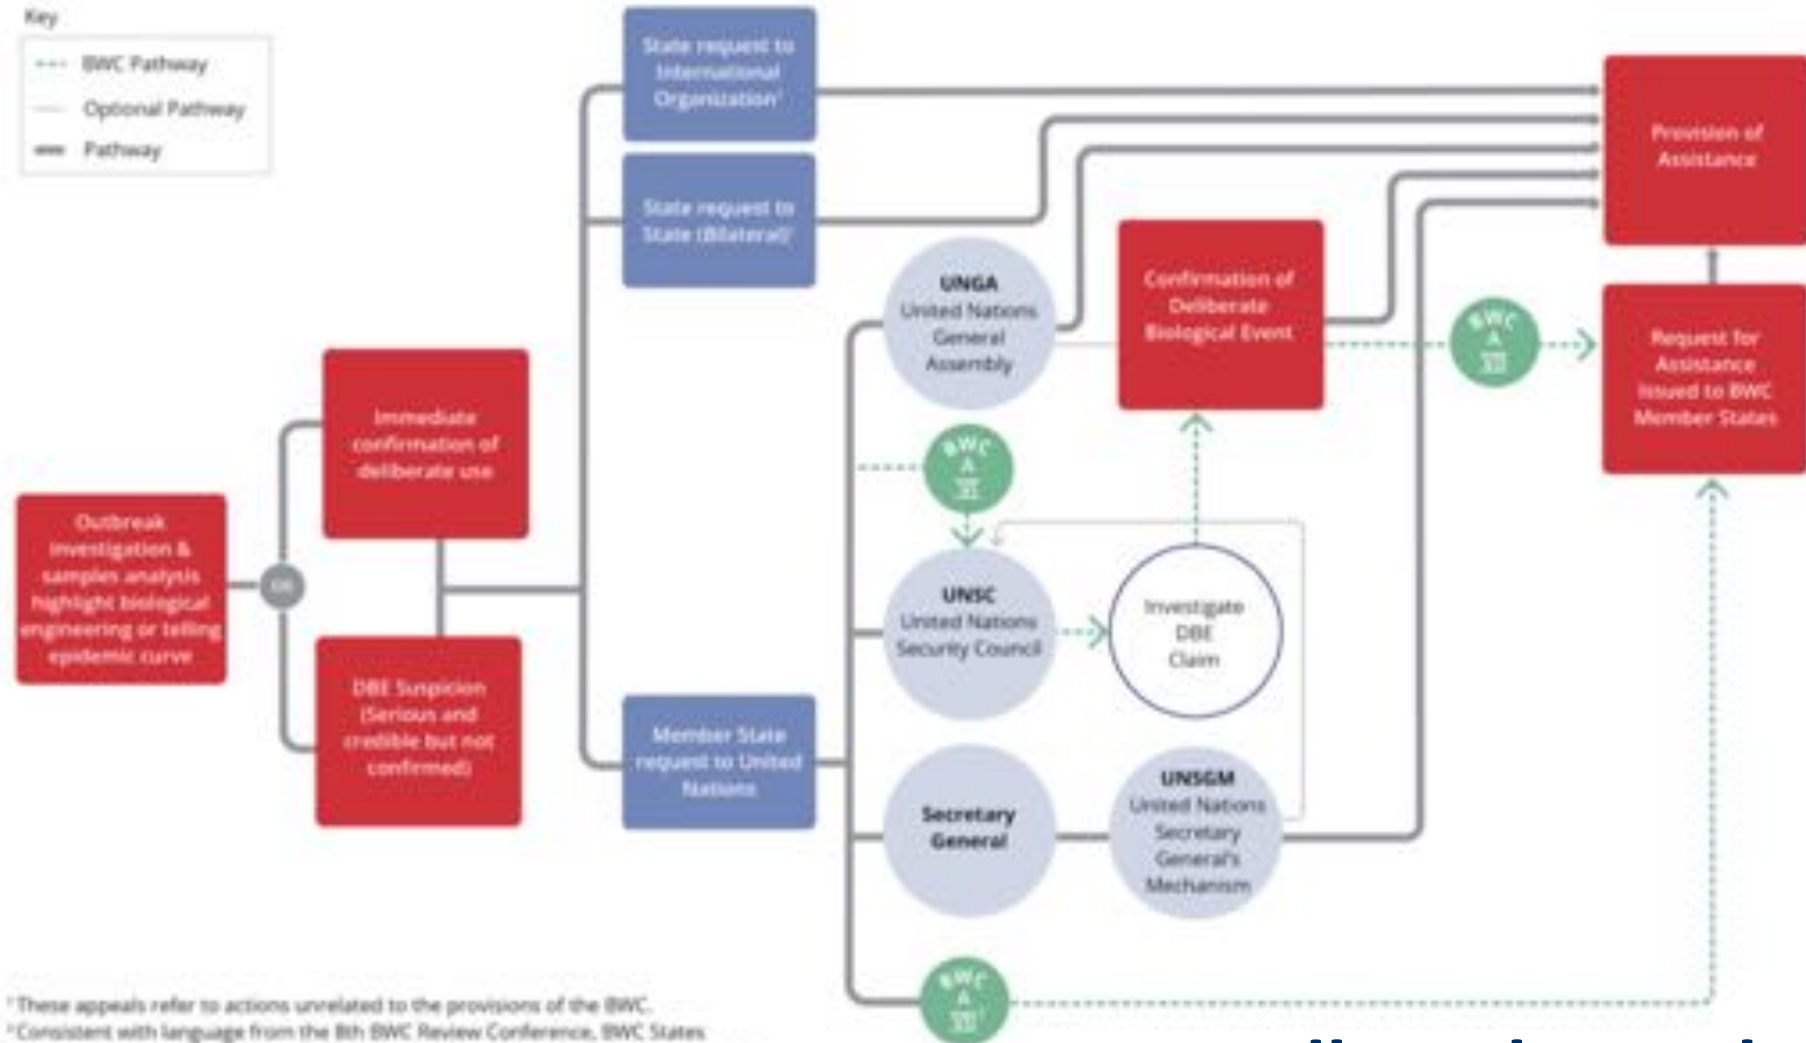 Key
BWC Pathway
Optional Pathway
Pathway
Outbreak
investigation &
samples analysis
highlight biological
engineering or telling
epidemic curve
OR
Immediate
confirmation of
deliberate use
DBE Suspicion
(Serious and
credible but not
confirmed)
State request to
International
Organization¹
State request to
State (Bilateral)¹
Member State
request to United
Nations
UNGA
United Nations
General
Assembly
BWC
A
VI
UNSC
United Nations
Security Council
Secretary
General
BWC
A
VII²
Confirmation of
Deliberate
Biological Event
Investigate
DBE
Claim
UNSGM
United Nations
Secretary
General's
Mechanism
BWC
A
VII
Provision of
Assistance
Request for
Assistance
Issued to BWC
Member States
¹These appeals refer to actions unrelated to the provisions of the BWC.
²Consistent with language from the 8th BWC Review Conference, BWC States